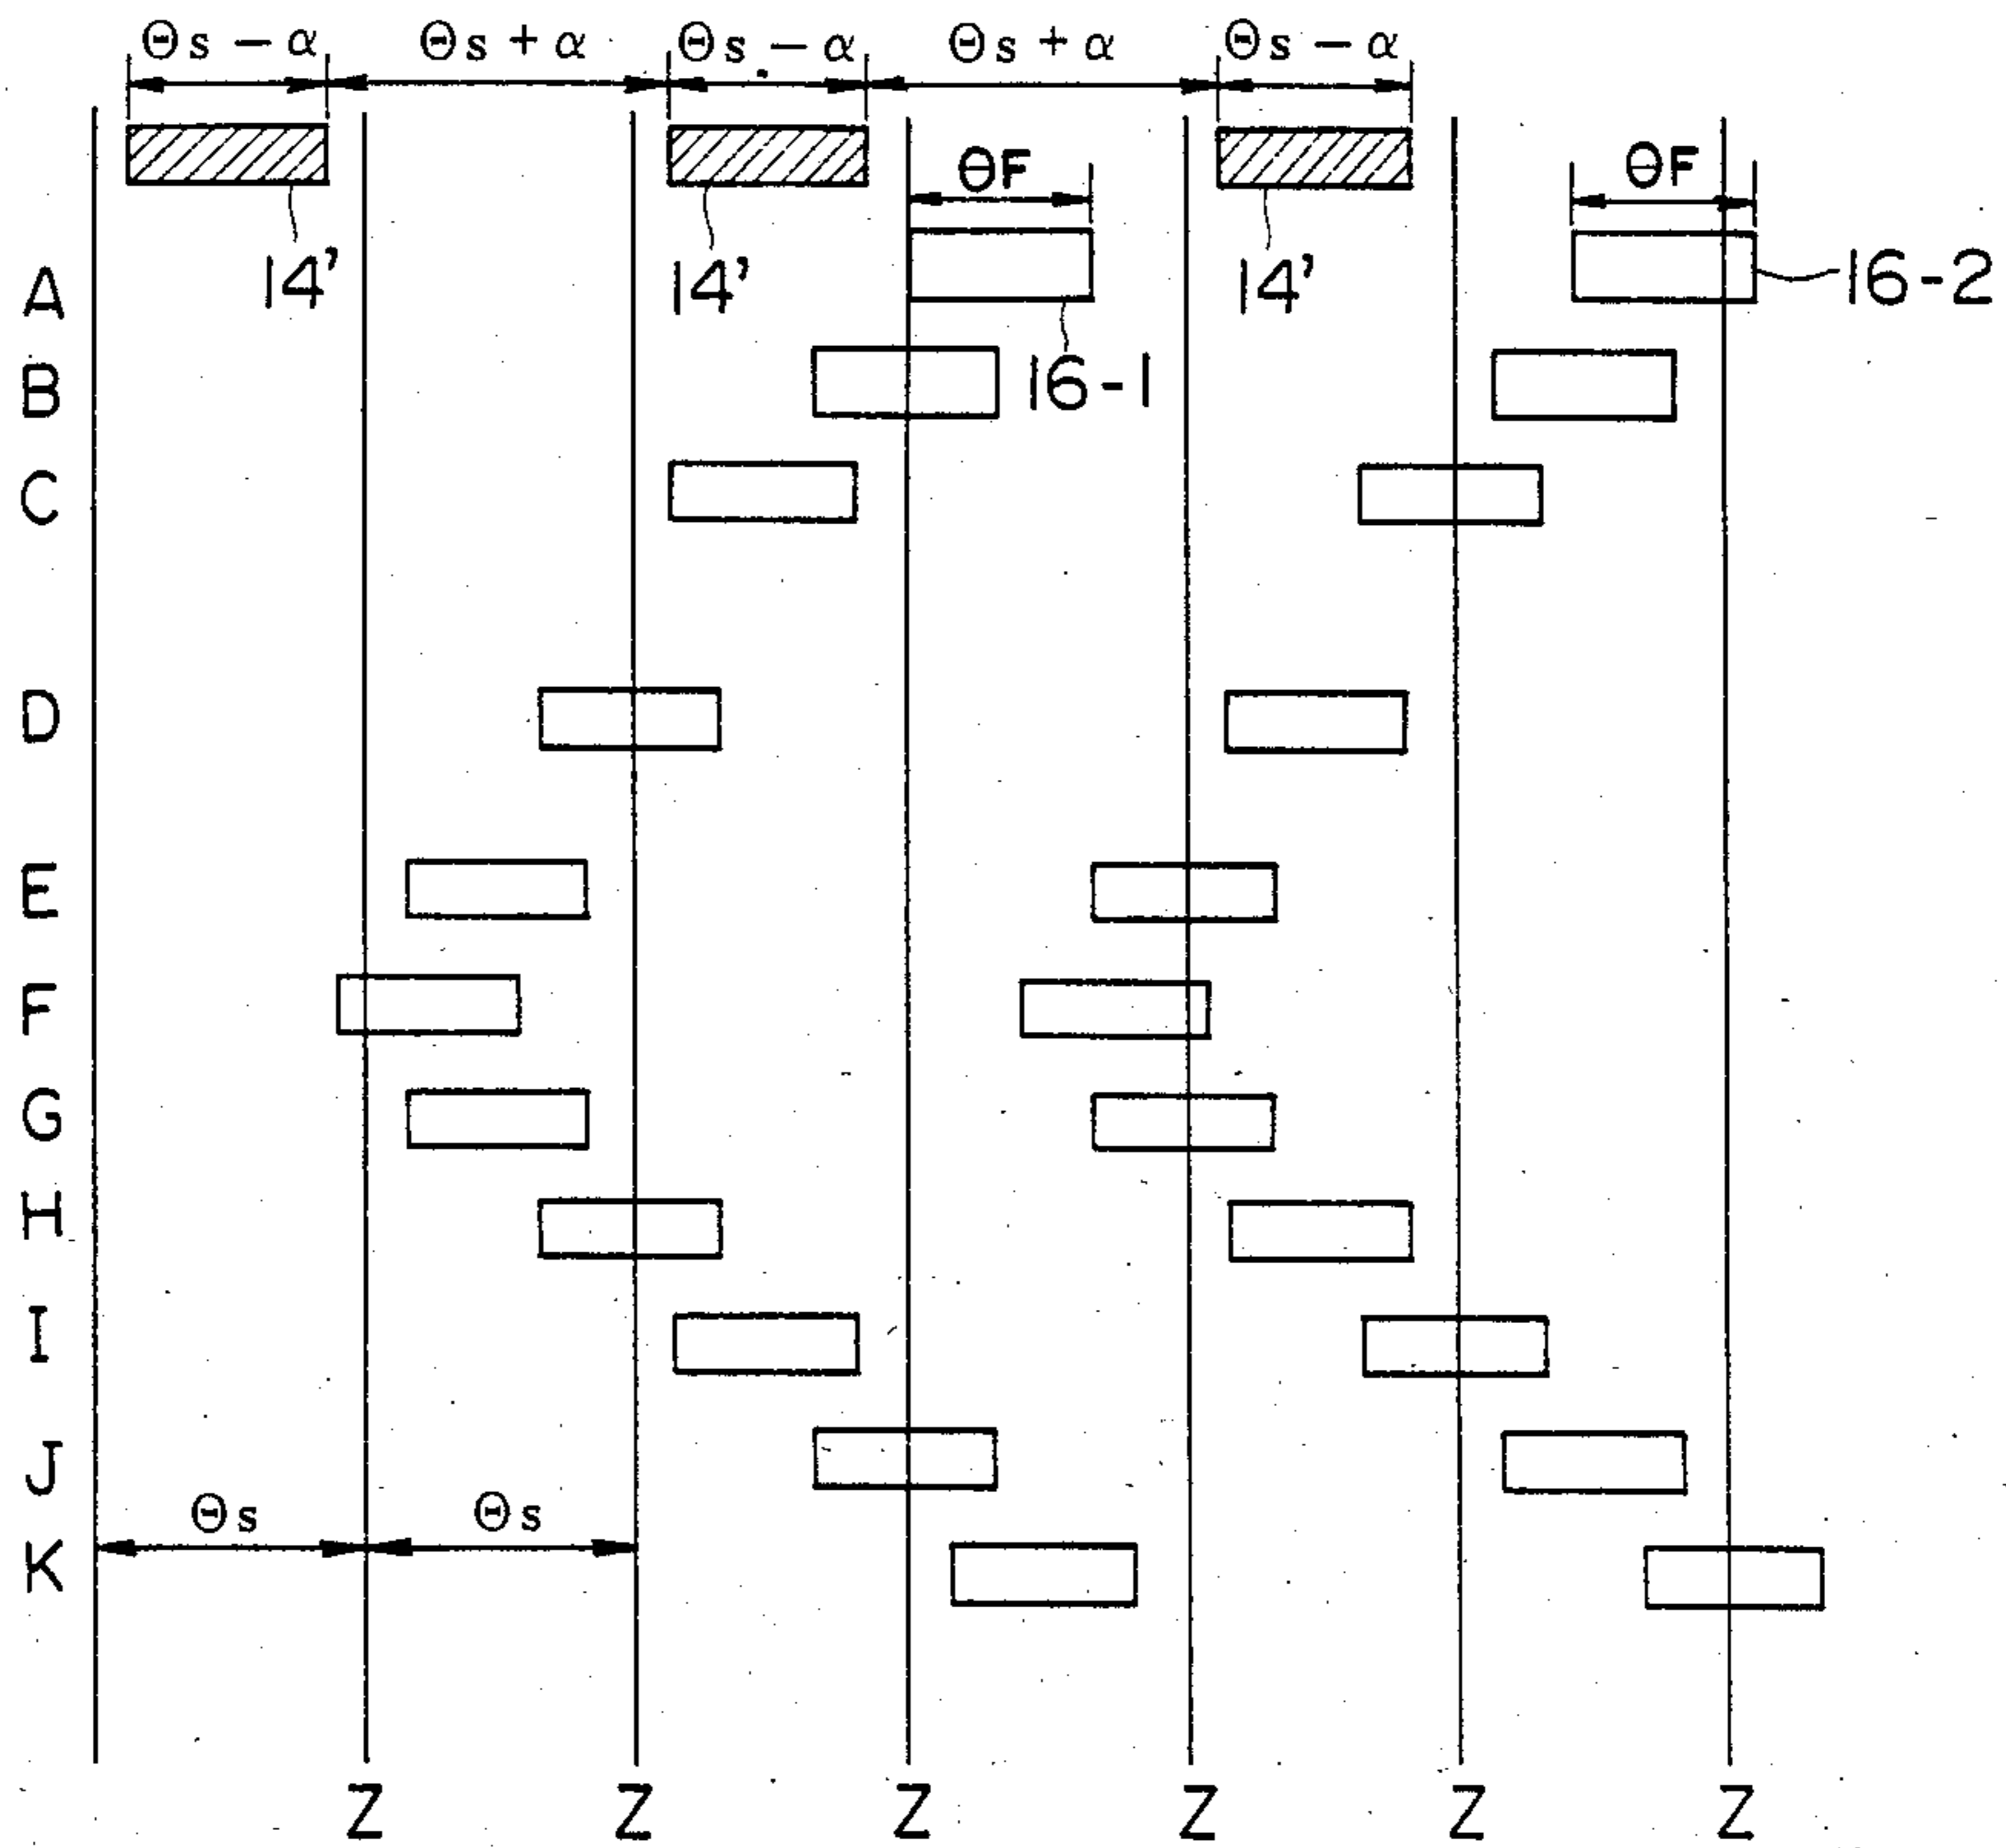 Θs − α Θs + α Θs − α Θs + α Θs − α
ΘF ΘF
14' 14' 14' 16-2
A
16-1
B
C
D
E
F
G
H
I
J
Θs Θs
K
Z Z Z Z Z Z